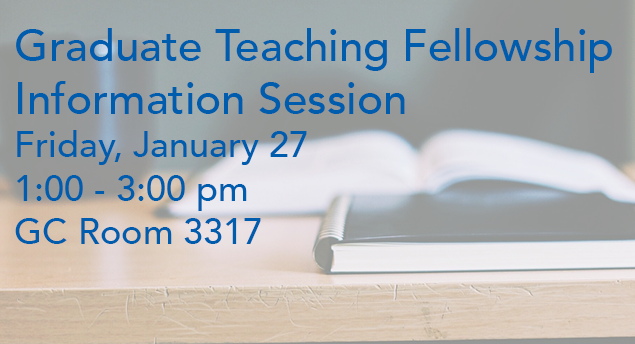 Graduate Teaching Fellowship
Information Session
Friday, January 27
1:00 - 3:00 pm
GC Room 3317